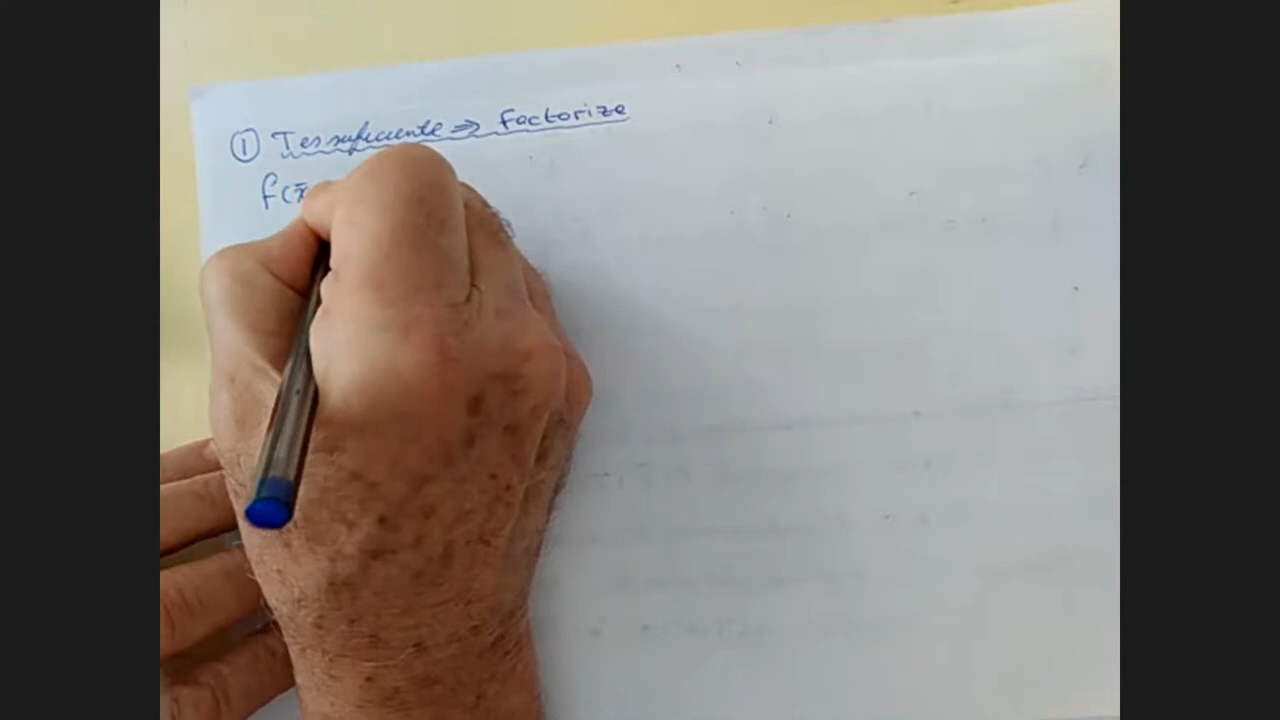 ① T es suficiente ⇒ Factorize
f(x̄